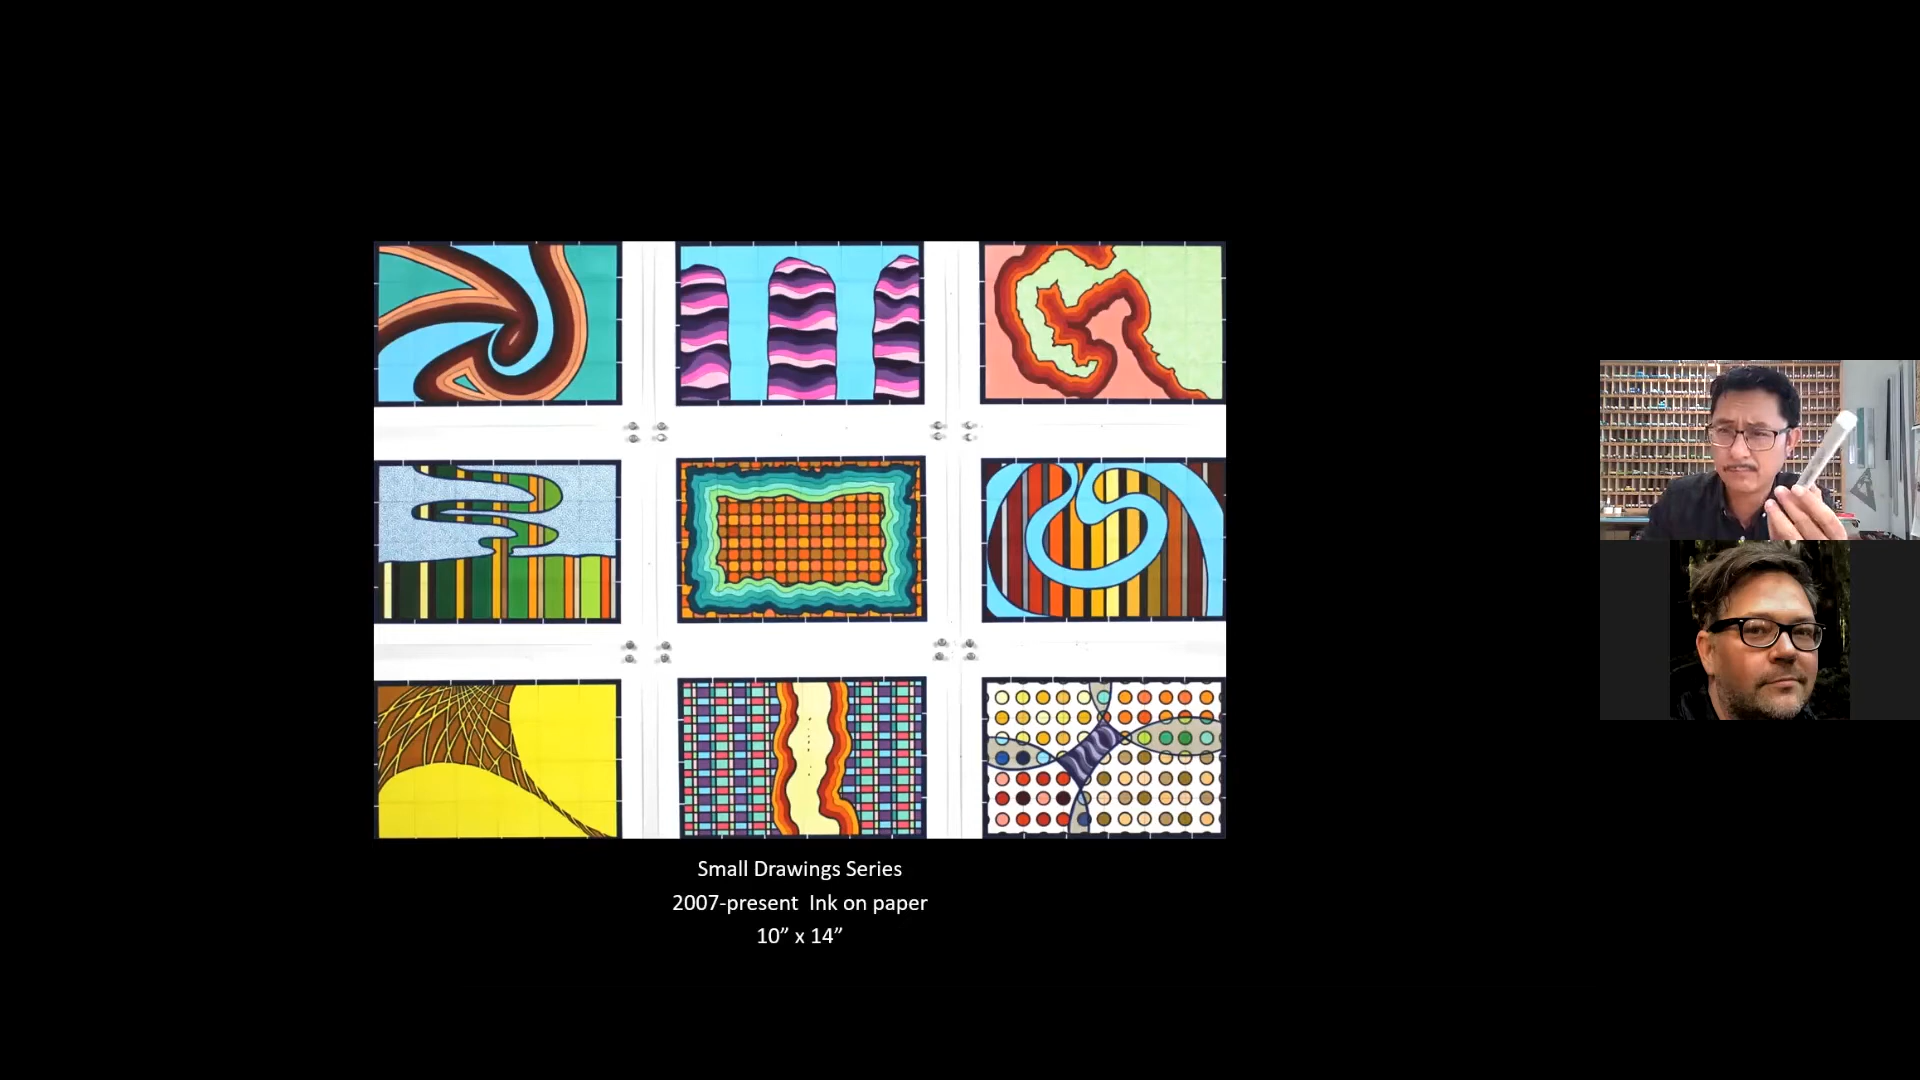 Small Drawings Series
2007-present  Ink on paper
10” x 14”